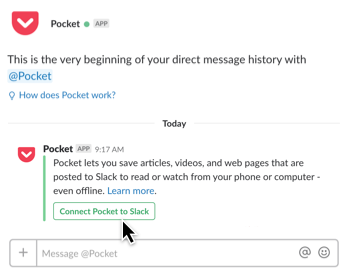 Pocket APP
This is the very beginning of your direct message history with
@Pocket
How does Pocket work?
Today
Pocket APP 9:17 AM
Pocket lets you save articles, videos, and web pages that are
posted to Slack to read or watch from your phone or computer -
even offline. Learn more.
Connect Pocket to Slack
+ Message @Pocket @